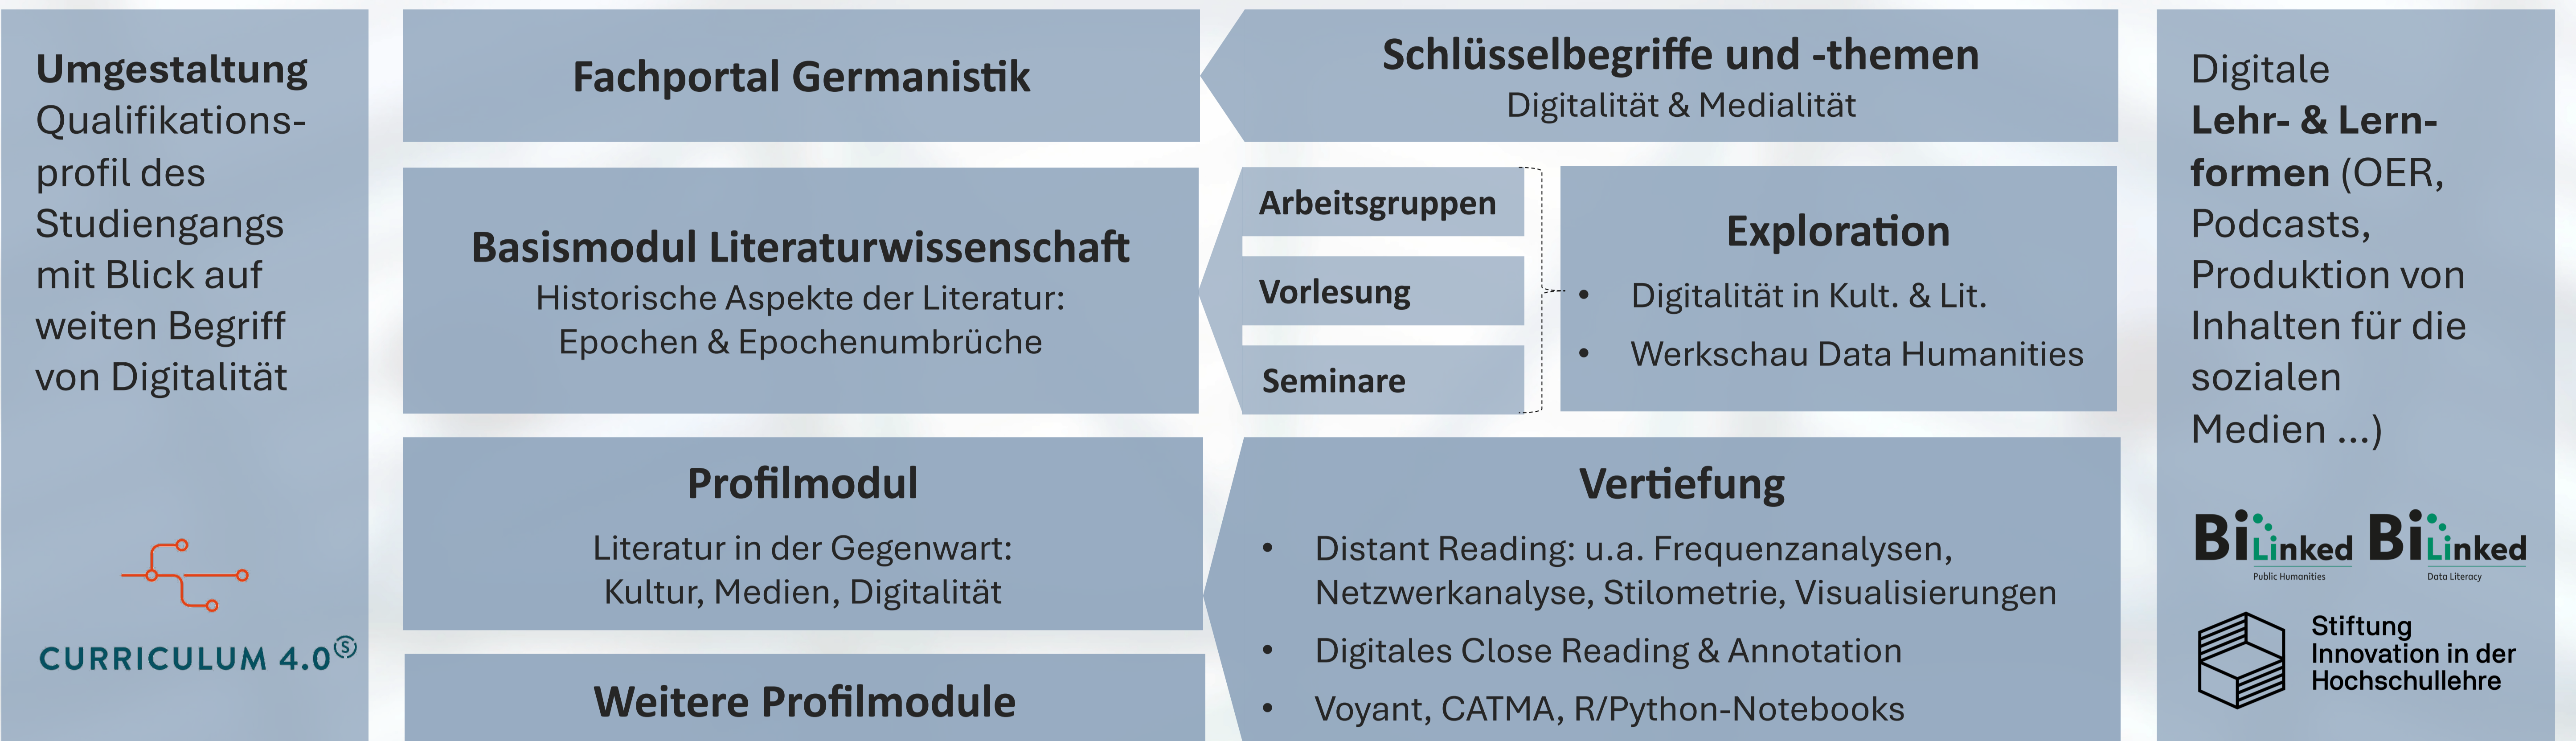 Umgestaltung
Qualifikations-
profil des
Studiengangs
mit Blick auf
weiten Begriff
von Digitalität
CURRICULUM 4.0 S
Fachportal Germanistik
Schlüsselbegriffe und -themen
Digitalität & Medialität
Basismodul Literaturwissenschaft
Historische Aspekte der Literatur:
Epochen & Epochenumbrüche
Arbeitsgruppen
Vorlesung
Seminare
Exploration
• Digitalität in Kult. & Lit.
• Werkschau Data Humanities
Profilmodul
Literatur in der Gegenwart:
Kultur, Medien, Digitalität
Weitere Profilmodule
Vertiefung
• Distant Reading: u.a. Frequenzanalysen,
Netzwerkanalyse, Stilometrie, Visualisierungen
• Digitales Close Reading & Annotation
• Voyant, CATMA, R/Python-Notebooks
Digitale
Lehr- & Lern-
formen (OER,
Podcasts,
Produktion von
Inhalten für die
sozialen
Medien ...)
BiLinked
Public Humanities
BiLinked
Data Literacy
Stiftung
Innovation in der
Hochschullehre